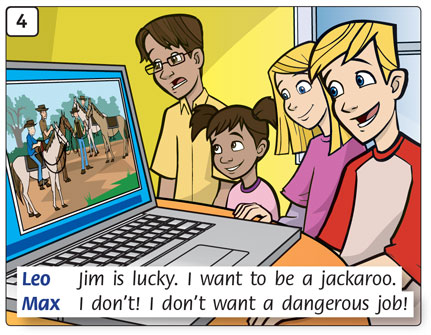 4
Leo Jim is lucky. I want to be a jackaroo.
Max I don't! I don't want a dangerous job!